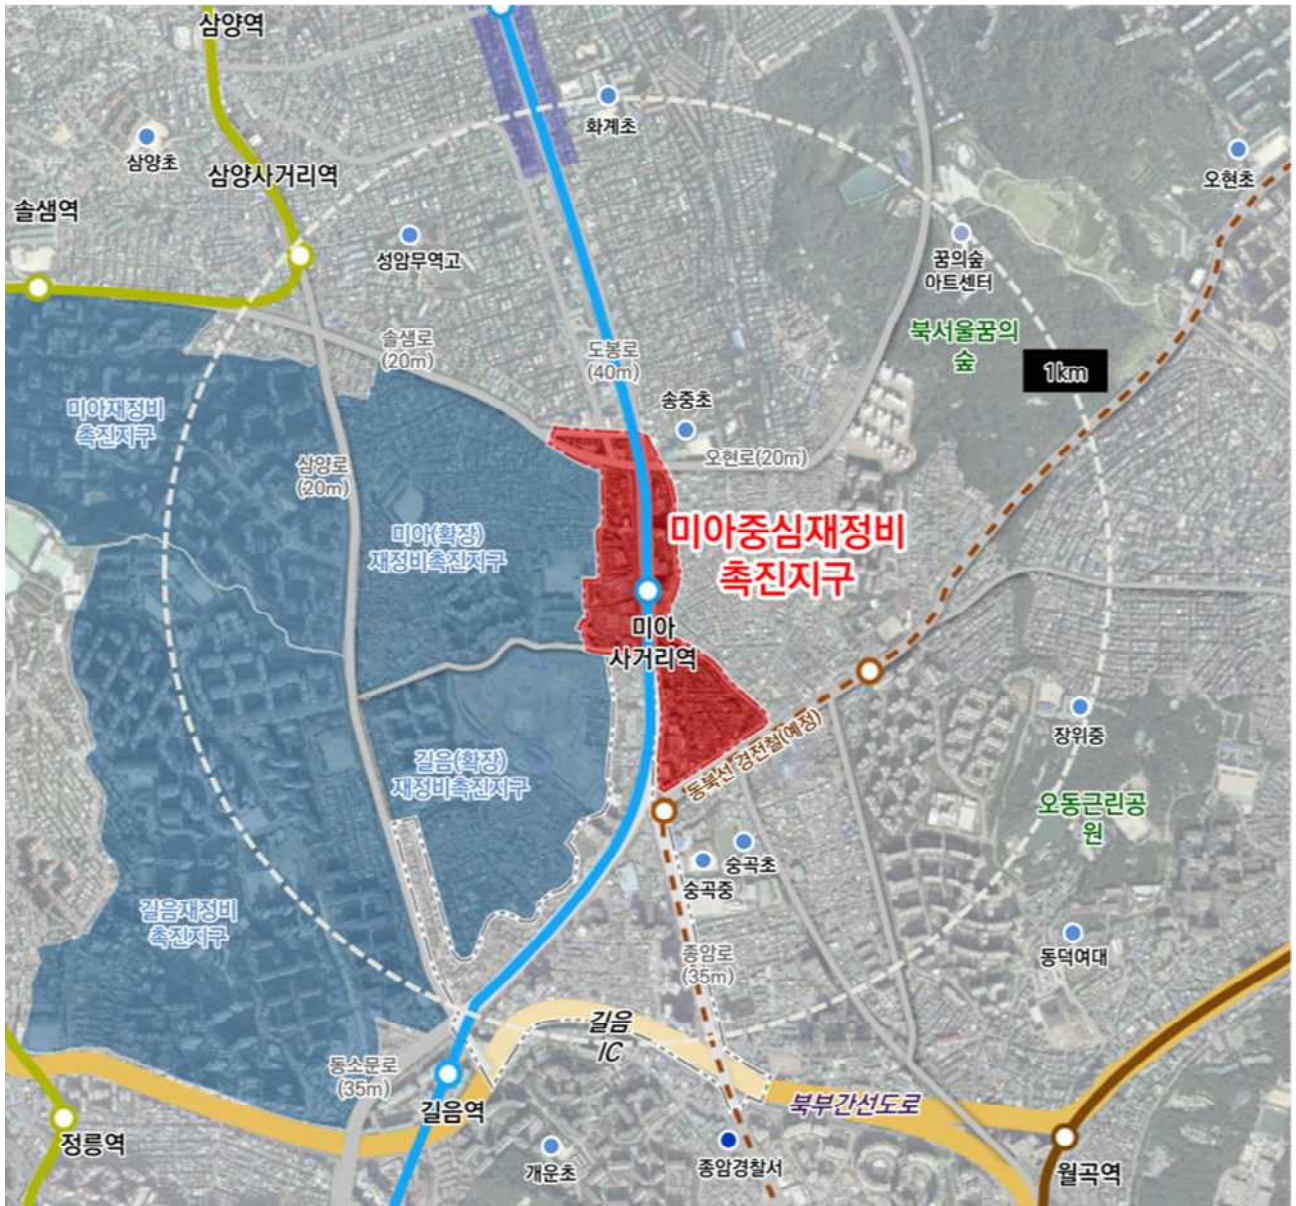 삼양역
화계초
삼양초
오현초
삼양사거리역
솔샘역
성암무역고
꿈의숲
아트센터
북서울꿈의
숲
솔샘로
(20m)
도봉로
(40m)
1km
송중초
미아재정비
촉진지구
삼양로
(20m)
오현로(20m)
미아(확장)
재정비촉진지구
미아중심재정비
촉진지구
미아
사거리역
동북선 경전철(예정)
장위중
길음(확장)
재정비촉진지구
오동근린공
원
숭곡초
숭곡중
길음재정비
촉진지구
종암로
(35m)
동덕여대
길음
IC
동소문로
(35m)
길음역
북부간선도로
정릉역
개운초
종암경찰서
월곡역